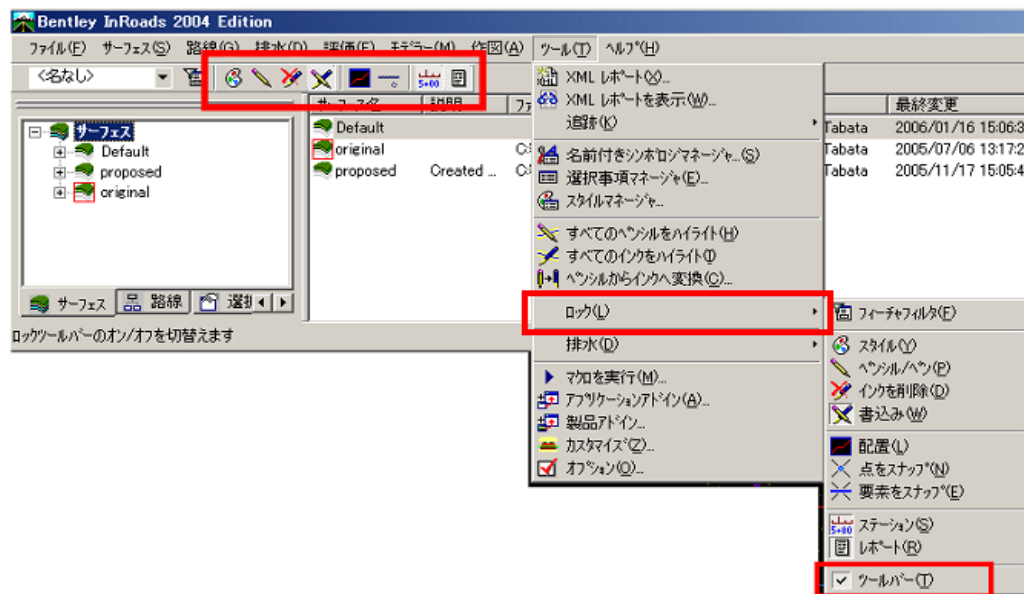 Bentley InRoads 2004 Edition
ファイル(F) サーフェス(S) 路線(G) 排水(D) 評価(E) モデラー(M) 作図(A) ツール(T) ヘルプ(H)
<名なし>
サーフェス名 説明 ファ 最終変更
サーフェス
Default
proposed
original
Default Tabata 2006/01/16 15:06:3
original C: Tabata 2005/07/06 13:17:2
proposed Created ... C: Tabata 2005/11/17 15:05:4
サーフェス 路線 選択
ロックツールバーのオン/オフを切替えます
XML レポート(X)...
XML レポートを表示(W)...
追跡(K)
名前付きシンボロジマネージャ...(S)
選択事項マネージャ(E)...
スタイルマネージャ...
すべてのペンシルをハイライト(H)
すべてのインクをハイライト(I)
ペンシルからインクへ変換(C)...
ロック(L)
排水(D)
マクロを実行(M)...
アプリケーションアドイン(A)...
製品アドイン...
カスタマイズ(Z)...
オプション(O)...
フィーチャフィルタ(F)
スタイル(Y)
ペンシル/ペン(P)
インクを削除(D)
書込み(W)
配置(L)
点をスナップ(N)
要素をスナップ(E)
ステーション(S)
レポート(R)
ツールバー(T)